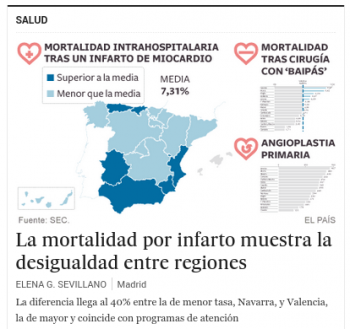 SALUD
MORTALIDAD INTRAHOSPITALARIA
TRAS UN INFARTO DE MIOCARDIO
Superior a la media
Menor que la media
MEDIA
7,31%
MORTALIDAD
TRAS CIRUGÍA
CON ‘BAIPÁS’
ANGIOPLASTIA
PRIMARIA
Fuente: SEC.
EL PAÍS
La mortalidad por infarto muestra la
desigualdad entre regiones
ELENA G. SEVILLANO | Madrid
La diferencia llega al 40% entre la de menor tasa, Navarra, y Valencia,
la de mayor y coincide con programas de atención